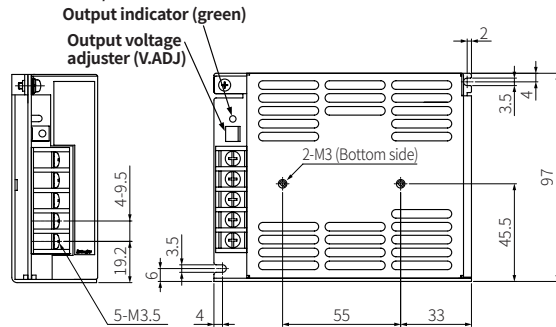 Output indicator (green)
Output voltage
adjuster (V.ADJ)
2
3.5
4
2-M3 (Bottom side)
97
4-9.5
45.5
3.5
19.2
6
5-M3.5
4
55
33